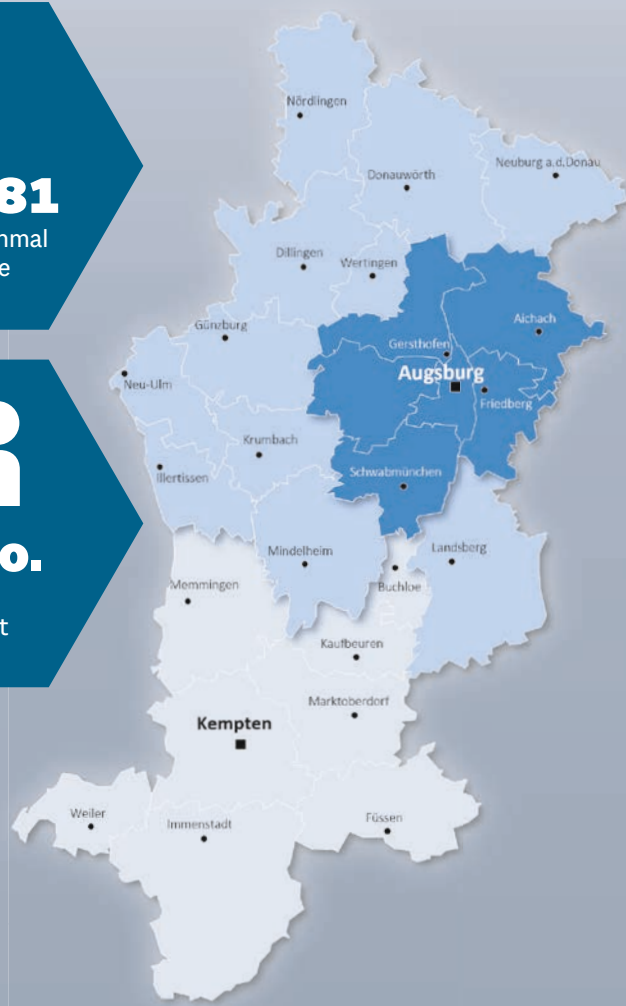 81
R
o.
t
Nördlingen
Donauwörth
Neuburg a.d.Donau
Dillingen
Wertingen
Günzburg
Aichach
Gersthofen
Augsburg
Neu-Ulm
Friedberg
Krumbach
Schwabmünchen
Illertissen
Landsberg
Mindelheim
Memmingen
Buchloe
Kaufbeuren
Marktoberdorf
Kempten
Weiler
Immenstadt
Füssen